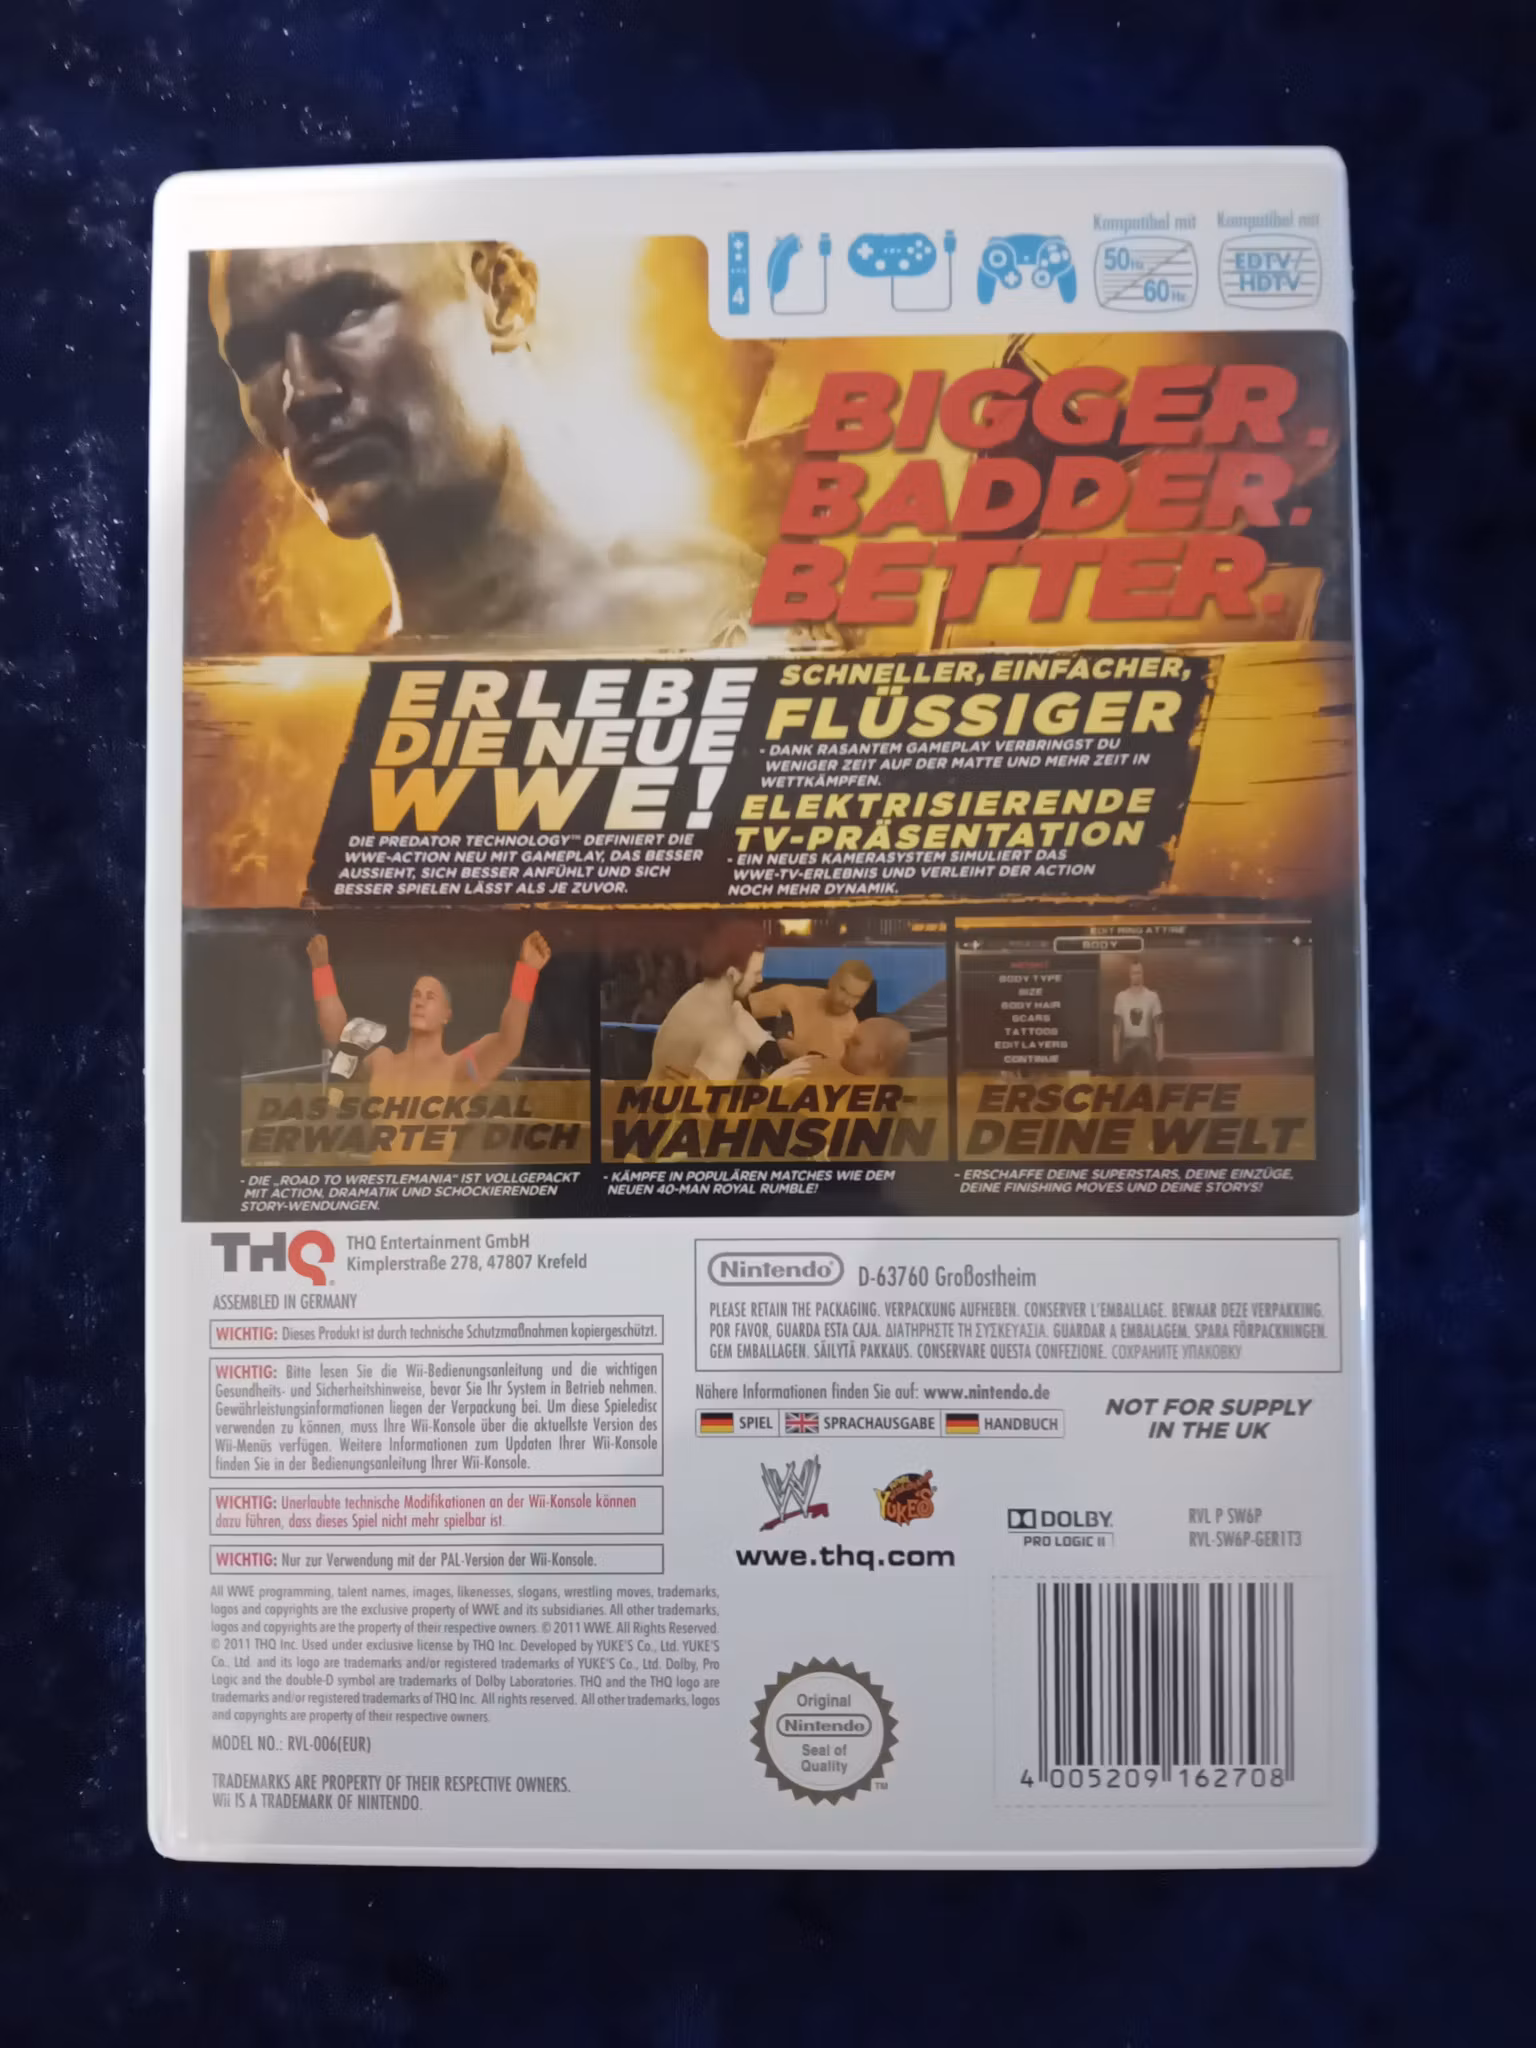 Kompatibel mit
50Hz
60Hz
Kompatibel mit
EDTV/
HDTV
4
BIGGER.
BADDER.
BETTER.
ERLEBE
DIE NEUE
WWE!
DIE PREDATOR TECHNOLOGY™ DEFINIERT DIE
WWE-ACTION NEU MIT GAMEPLAY, DAS BESSER
AUSSIEHT, SICH BESSER ANFÜHLT UND SICH
BESSER SPIELEN LÄSST ALS JE ZUVOR.
SCHNELLER, EINFACHER,
FLÜSSIGER
- DANK RASANTEM GAMEPLAY VERBRINGST DU
WENIGER ZEIT AUF DER MATTE UND MEHR ZEIT IN
WETTKÄMPFEN.
ELEKTRISIERENDE
TV-PRÄSENTATION
- EIN NEUES KAMERASYSTEM SIMULIERT DAS
WWE-TV-ERLEBNIS UND VERLEIHT DER ACTION
NOCH MEHR DYNAMIK.
DAS SCHICKSAL
ERWARTET DICH
- DIE „ROAD TO WRESTLEMANIA“ IST VOLLGEPACKT
MIT ACTION, DRAMATIK UND SCHOCKIERENDEN
STORY-WENDUNGEN.
MULTIPLAYER-
WAHNSINN
- KÄMPFE IN POPULÄREN MATCHES WIE DEM
NEUEN 40-MAN ROYAL RUMBLE!
EDIT RING ATTIRE
BODY
BODY TYPE
SIZE
BODY HAIR
SCARS
TATTOOS
EDIT LAYERS
CONTINUE
ERSCHAFFE
DEINE WELT
- ERSCHAFFE DEINE SUPERSTARS, DEINE EINZÜGE,
DEINE FINISHING MOVES UND DEINE STORYS!
THQ
THQ Entertainment GmbH
Kimplerstraße 278, 47807 Krefeld
ASSEMBLED IN GERMANY
WICHTIG: Dieses Produkt ist durch technische Schutzmaßnahmen kopiergeschützt.
WICHTIG: Bitte lesen Sie die Wii-Bedienungsanleitung und die wichtigen
Gesundheits- und Sicherheitshinweise, bevor Sie Ihr System in Betrieb nehmen.
Gewährleistungsinformationen liegen der Verpackung bei. Um diese Spieledisc
verwenden zu können, muss Ihre Wii-Konsole über die aktuellste Version des
Wii-Menüs verfügen. Weitere Informationen zum Updaten Ihrer Wii-Konsole
finden Sie in der Bedienungsanleitung Ihrer Wii-Konsole.
WICHTIG: Unerlaubte technische Modifikationen an der Wii-Konsole können
dazu führen, dass dieses Spiel nicht mehr spielbar ist.
WICHTIG: Nur zur Verwendung mit der PAL-Version der Wii-Konsole.
All WWE programming, talent names, images, likenesses, slogans, wrestling moves, trademarks,
logos and copyrights are the exclusive property of WWE and its subsidiaries. All other trademarks,
logos and copyrights are the property of their respective owners. © 2011 WWE. All Rights Reserved.
© 2011 THQ Inc. Used under exclusive license by THQ Inc. Developed by YUKE'S Co., Ltd. YUKE'S
Co., Ltd. and its logo are trademarks and/or registered trademarks of YUKE'S Co., Ltd. Dolby, Pro
Logic and the double-D symbol are trademarks of Dolby Laboratories. THQ and the THQ logo are
trademarks and/or registered trademarks of THQ Inc. All rights reserved. All other trademarks, logos
and copyrights are property of their respective owners.
MODEL NO.: RVL-006(EUR)
TRADEMARKS ARE PROPERTY OF THEIR RESPECTIVE OWNERS.
Wii IS A TRADEMARK OF NINTENDO.
Nintendo® D-63760 Großostheim
PLEASE RETAIN THE PACKAGING. VERPACKUNG AUFHEBEN. CONSERVER L'EMBALLAGE. BEWAAR DEZE VERPAKKING.
POR FAVOR, GUARDA ESTA CAJA. ΔΙΑΤΗΡΗΣΤΕ ΤΗ ΣΥΣΚΕΥΑΣΙΑ. GUARDAR A EMBALAGEM. SPARA FÖRPACKNINGEN.
GEM EMBALLAGEN. SÄILYTÄ PAKKAUS. CONSERVARE QUESTA CONFEZIONE. СОХРАНИТЕ УПАКОВКУ
Nähere Informationen finden Sie auf: www.nintendo.de
SPIEL
SPRACHAUSGABE
HANDBUCH
NOT FOR SUPPLY
IN THE UK
W
YUKE'S
www.thq.com
DOLBY
PRO LOGIC II
RVL P SW6P
RVL-SW6P-GER1T3
Original
Nintendo
Seal of
Quality
TM
4 005209 162708